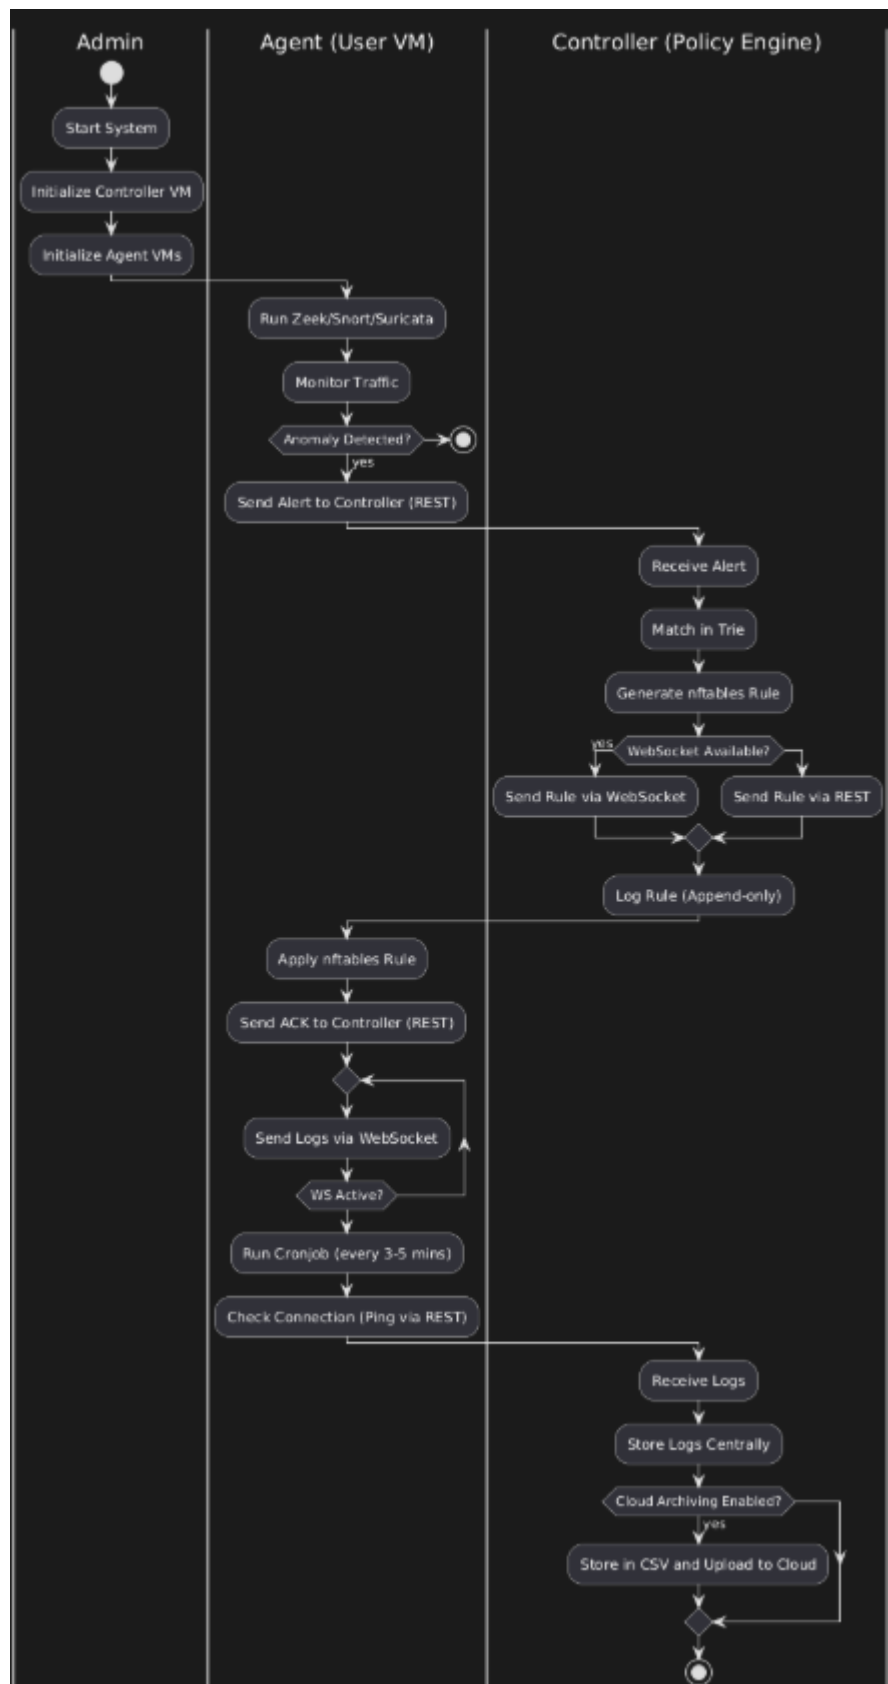 Admin
Agent (User VM)
Controller (Policy Engine)
Start System
Initialize Controller VM
Initialize Agent VMs
Run Zeek/Snort/Suricata
Monitor Traffic
Anomaly Detected?
yes
Send Alert to Controller (REST)
Receive Alert
Match in Trie
Generate nftables Rule
yes
WebSocket Available?
Send Rule via WebSocket
Send Rule via REST
Log Rule (Append-only)
Apply nftables Rule
Send ACK to Controller (REST)
Send Logs via WebSocket
WS Active?
Run Cronjob (every 3-5 mins)
Check Connection (Ping via REST)
Receive Logs
Store Logs Centrally
Cloud Archiving Enabled?
yes
Store in CSV and Upload to Cloud